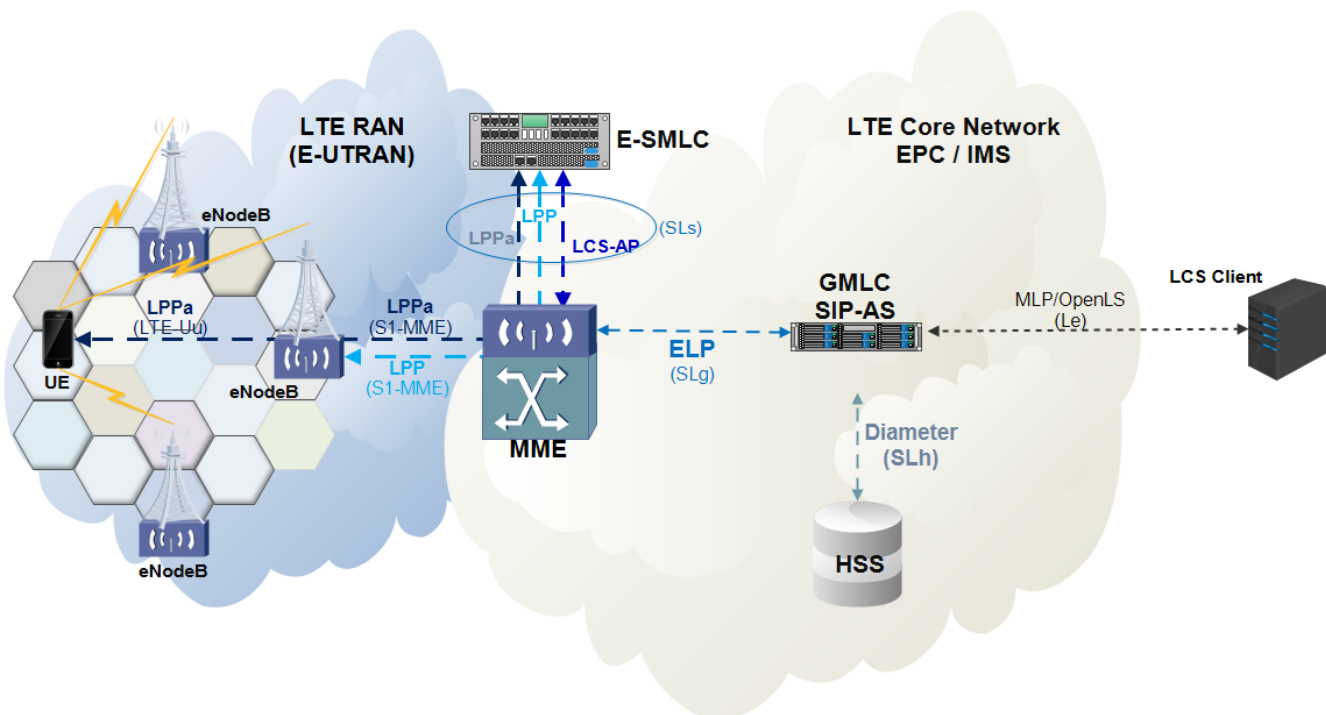 LTE RAN
(E-UTRAN)
E-SMLC
LTE Core Network
EPC / IMS
eNodeB
LPP
LPPa
(SLs)
LCS-AP
LCS Client
GMLC
SIP-AS
LPPa
(LTE-Uu)
LPPa
(S1-MME)
MLP/OpenLS
(Le)
ELP
(SLg)
LPP
(S1-MME)
UE
eNodeB
MME
Diameter
(SLh)
HSS
eNodeB